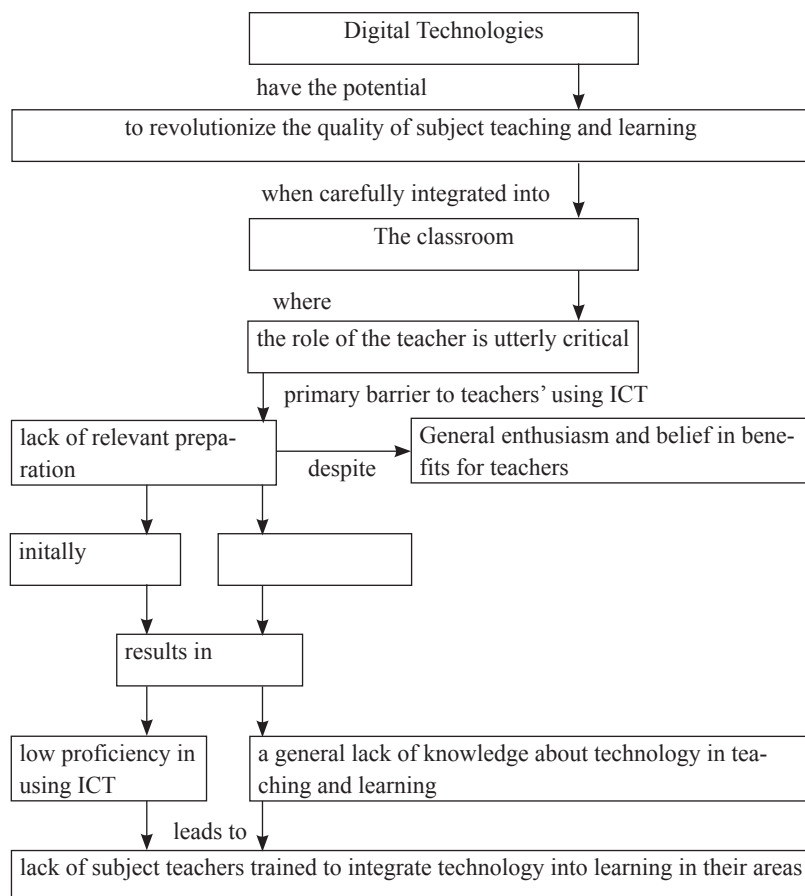 Digital Technologies
have the potential
to revolutionize the quality of subject teaching and learning
when carefully integrated into
The classroom
where
the role of the teacher is utterly critical
primary barrier to teachers’ using ICT
lack of relevant prepa-
ration
despite
General enthusiasm and belief in bene-
fits for teachers
initally
results in
low proficiency in
using ICT
a general lack of knowledge about technology in tea-
ching and learning
leads to
lack of subject teachers trained to integrate technology into learning in their areas